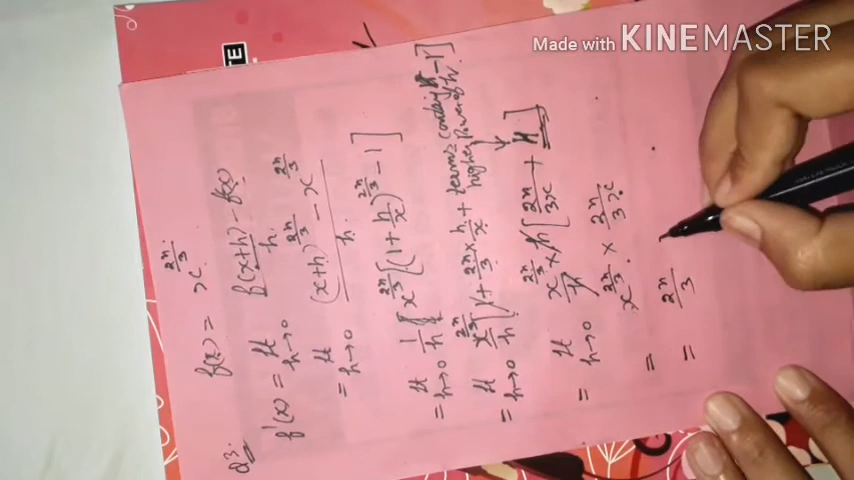 Made with KINEMASTER
TE
Q3. f(x) = x^(2n/3)
f'(x) = lt h→0 (f(x+h) - f(x))/h
= lt h→0 ((x+h)^(2n/3) - x^(2n/3))/h
= lt h→0 1/h x^(2n/3) [(1 + h/x)^(2n/3) - 1]
= lt h→0 x^(2n/3)/h [1 + 2n/3 × h/x + terms containing higher power of h - 1]
= lt h→0 x^(2n/3)/h × h [2n/3x + H]
= x^(2n/3) × 2n/3x
= 2n/3